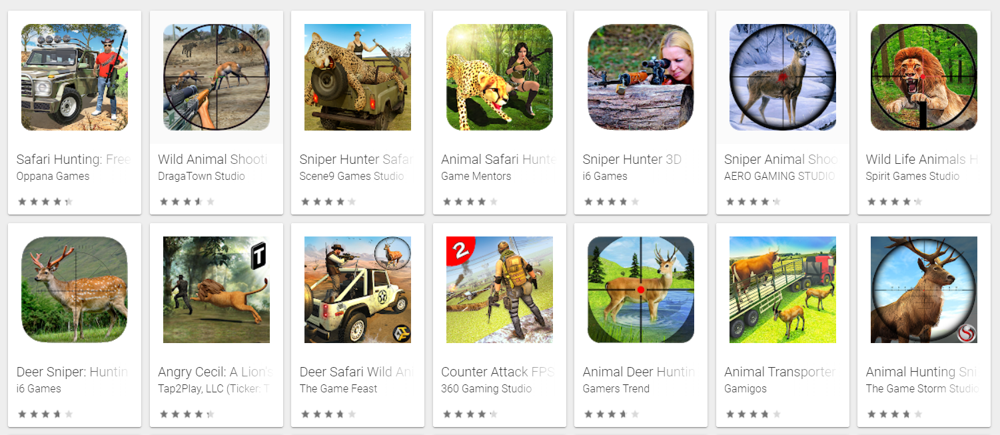 Safari Hunting: Free
Oppana Games
Wild Animal Shooti
DragaTown Studio
Sniper Hunter Safar
Scene9 Games Studio
Animal Safari Hunte
Game Mentors
Sniper Hunter 3D
i6 Games
Sniper Animal Shoo
AERO GAMING STUDIO
Wild Life Animals H
Spirit Games Studio
T
2
Deer Sniper: Huntin
i6 Games
Angry Cecil: A Lion's
Tap2Play, LLC (Ticker: T
Deer Safari Wild Ani
The Game Feast
Counter Attack FPS
360 Gaming Studio
Animal Deer Huntin
Gamers Trend
Animal Transporter
Gamigos
Animal Hunting Sni
The Game Storm Studio